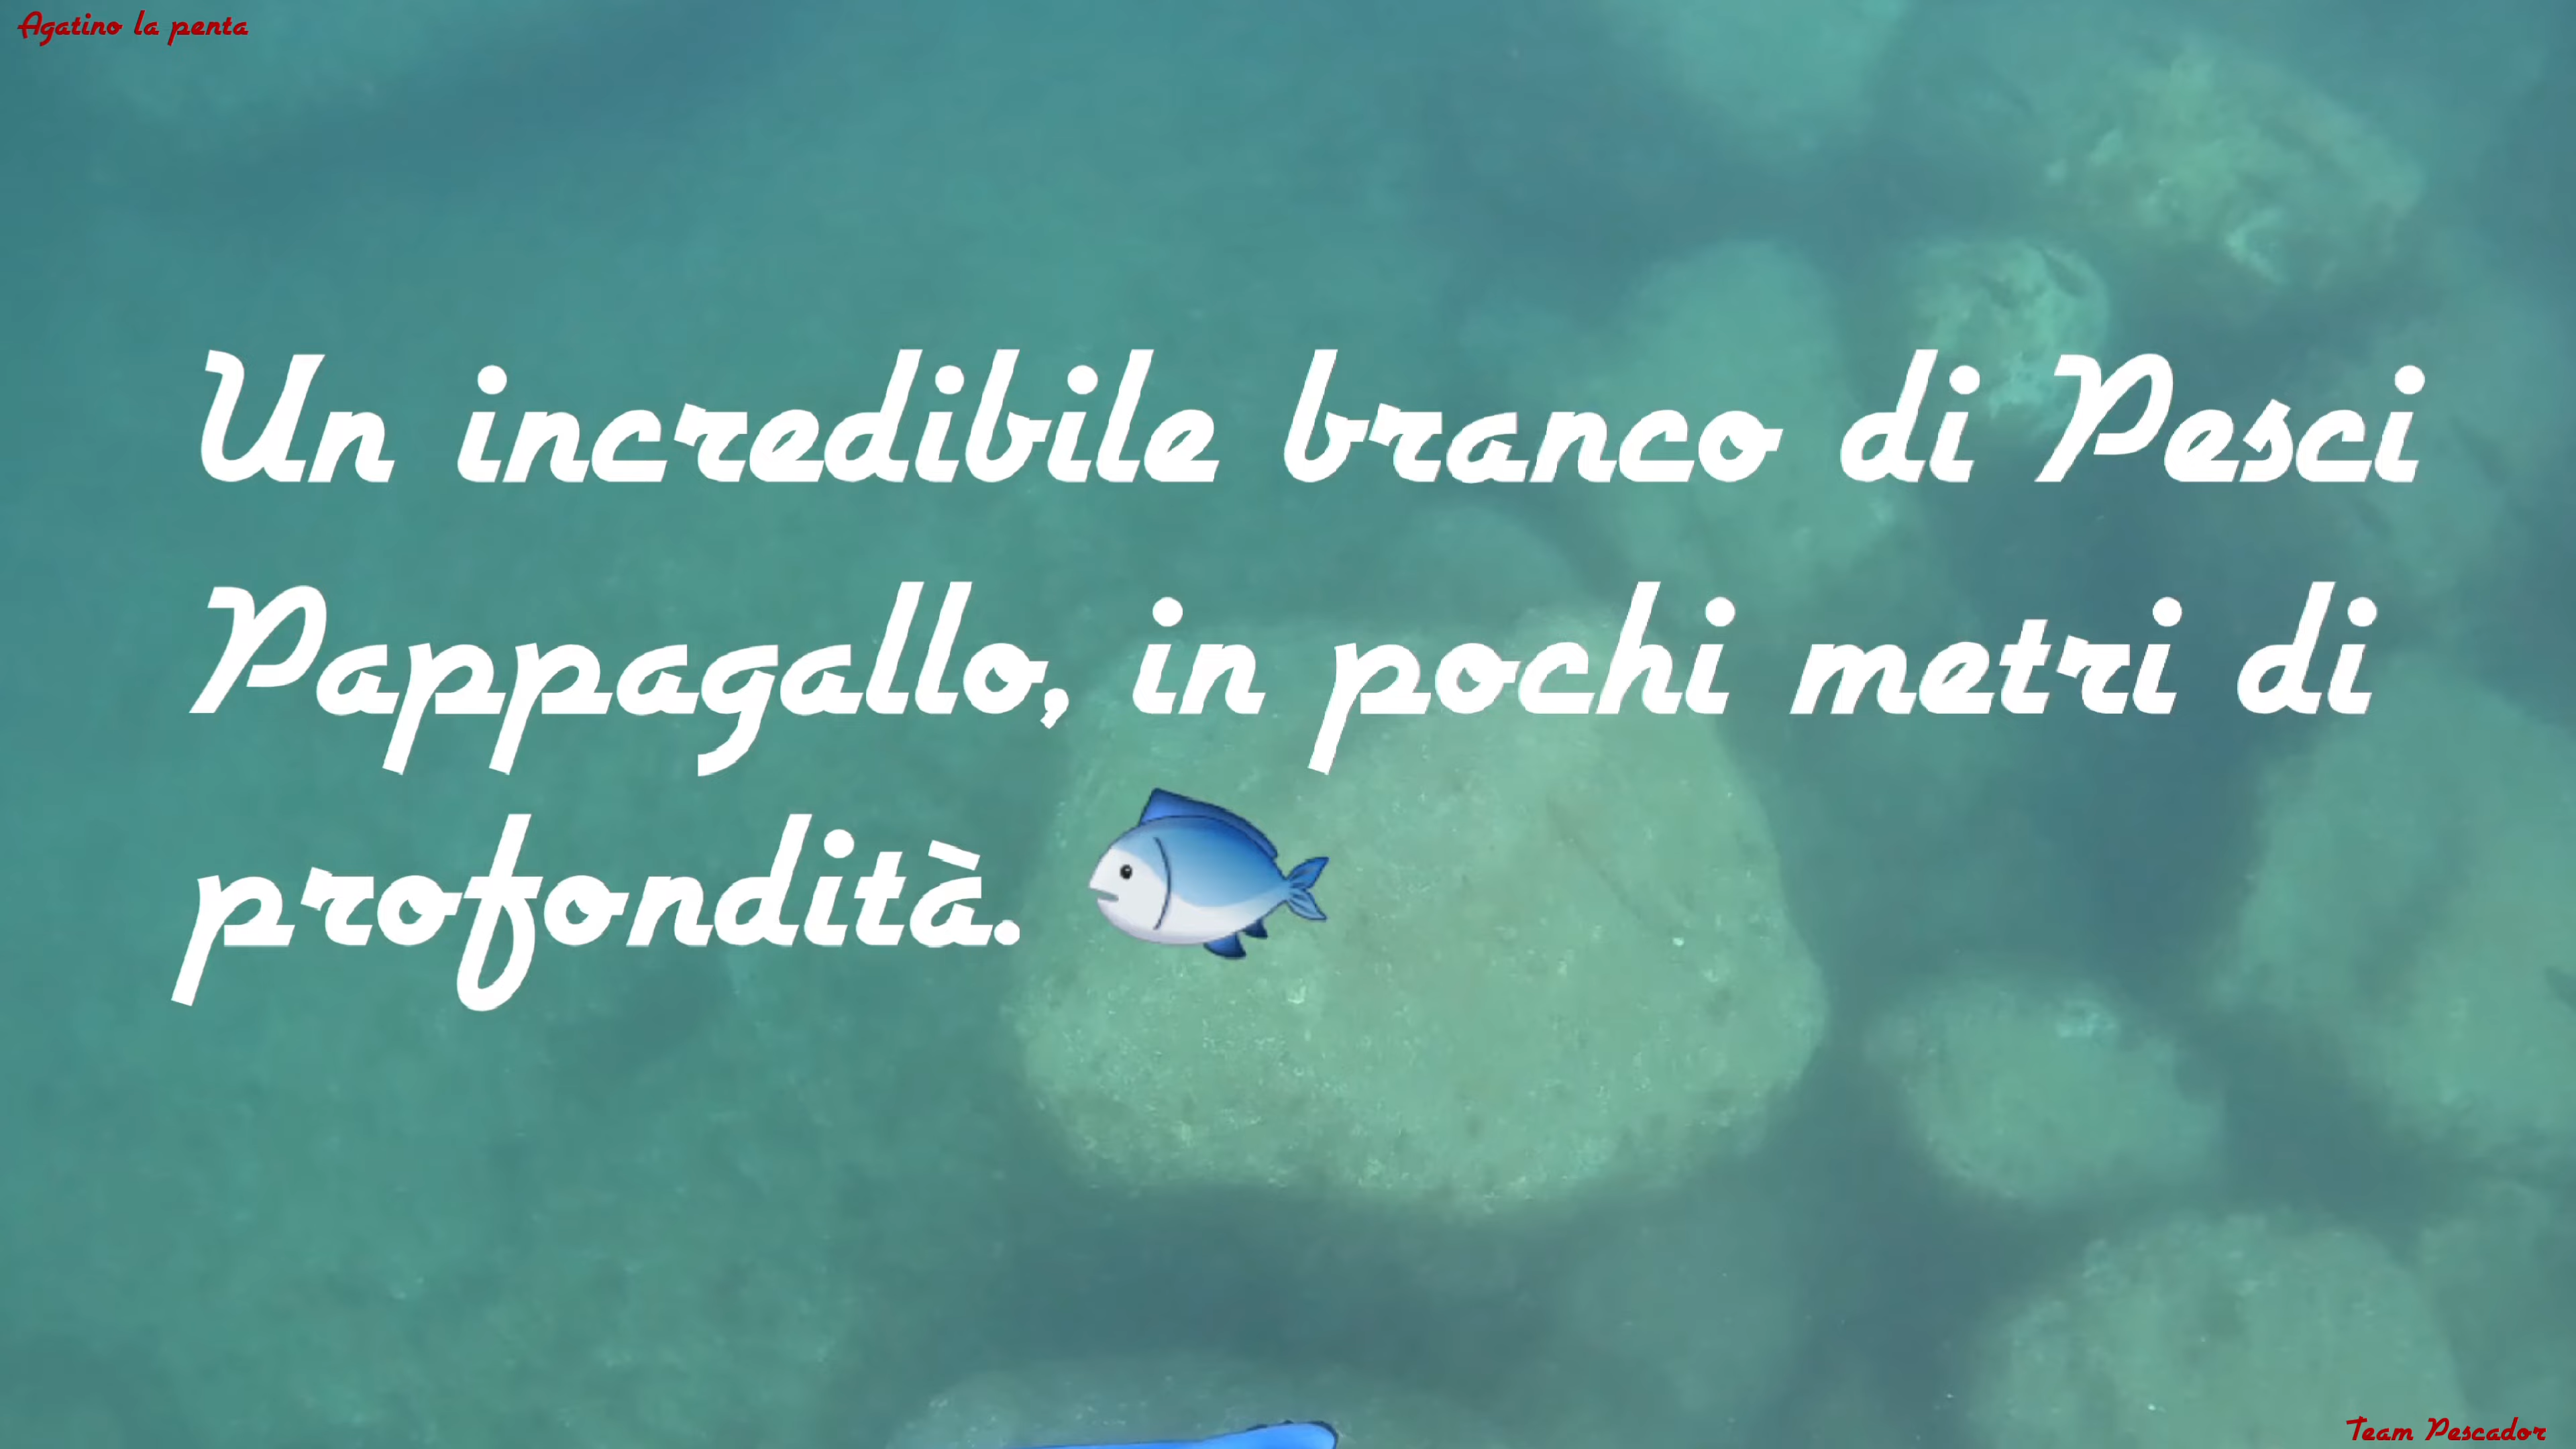 Agatino la penta
Un incredibile branco di Pesci
Pappagallo, in pochi metri di
profondità. 🐟
Team Pescador